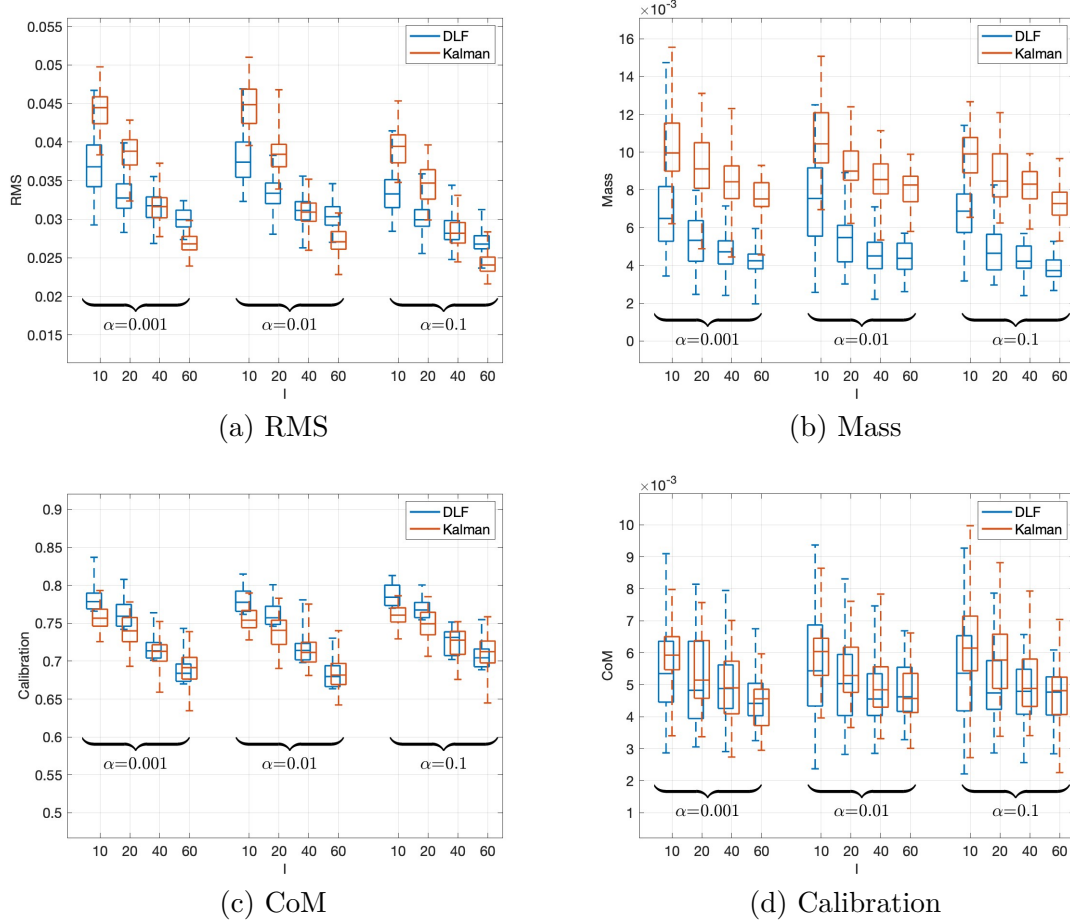 0.055
0.05
0.045
0.04
0.035
0.03
0.025
0.02
0.015
RMS
DLF
Kalman
α=0.001
α=0.01
α=0.1
10 20 40 60 10 20 40 60 10 20 40 60
I
(a) RMS
×10⁻³
16
14
12
10
8
6
4
2
0
Mass
DLF
Kalman
α=0.001
α=0.01
α=0.1
10 20 40 60 10 20 40 60 10 20 40 60
I
(b) Mass
0.9
0.85
0.8
0.75
0.7
0.65
0.6
0.55
0.5
Calibration
DLF
Kalman
α=0.001
α=0.01
α=0.1
10 20 40 60 10 20 40 60 10 20 40 60
I
(c) CoM
×10⁻³
10
9
8
7
6
5
4
3
2
1
CoM
DLF
Kalman
α=0.001
α=0.01
α=0.1
10 20 40 60 10 20 40 60 10 20 40 60
I
(d) Calibration